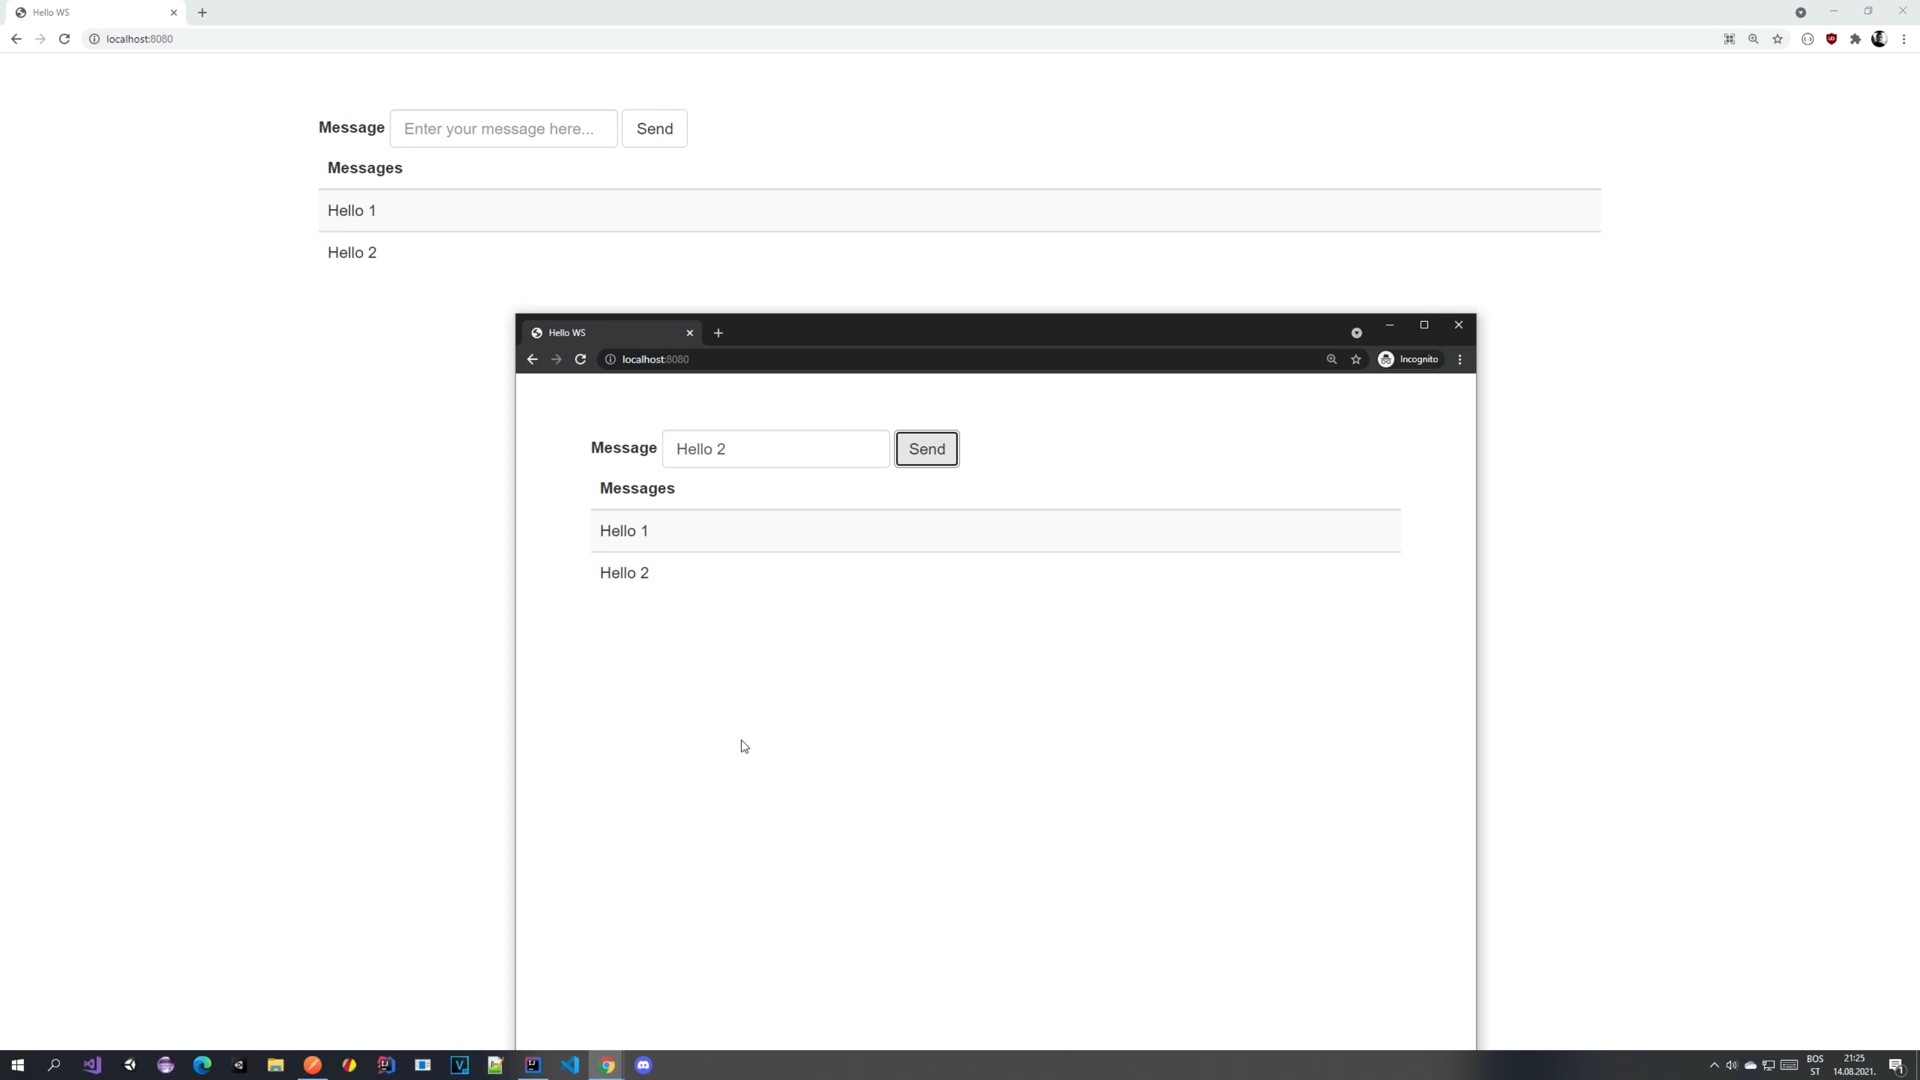 Hello WS
localhost:8080
Message Enter your message here... Send
Messages
Hello 1
Hello 2
Hello WS
localhost:8080 Incognito
Message Hello 2 Send
Messages
Hello 1
Hello 2
BOS 21:25
ST 14.08.2021.